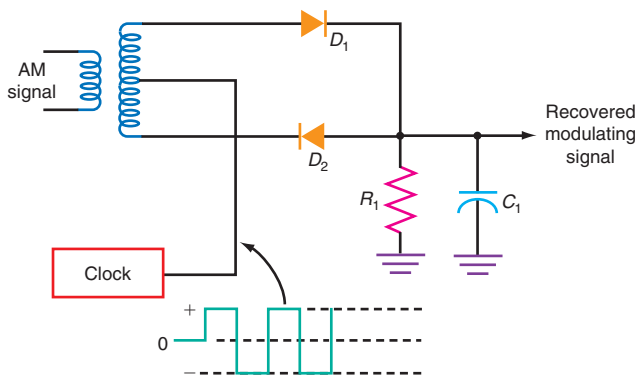 AM
signal
D1
D2
Recovered
modulating
signal
R1
C1
Clock
+
0
−